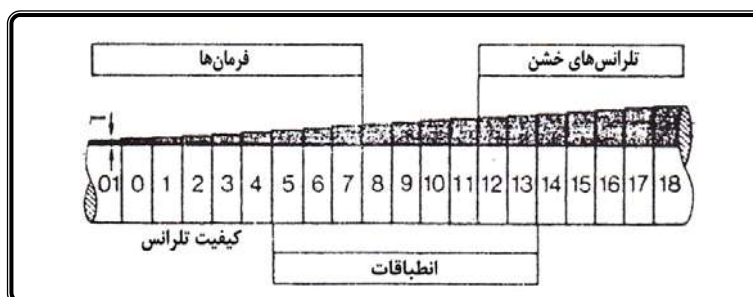 تلرانس‌های خشن
فرمان‌ها
T
01 0 1 2 3 4 5 6 7 8 9 10 11 12 13 14 15 16 17 18
کیفیت تلرانس
انطباقات